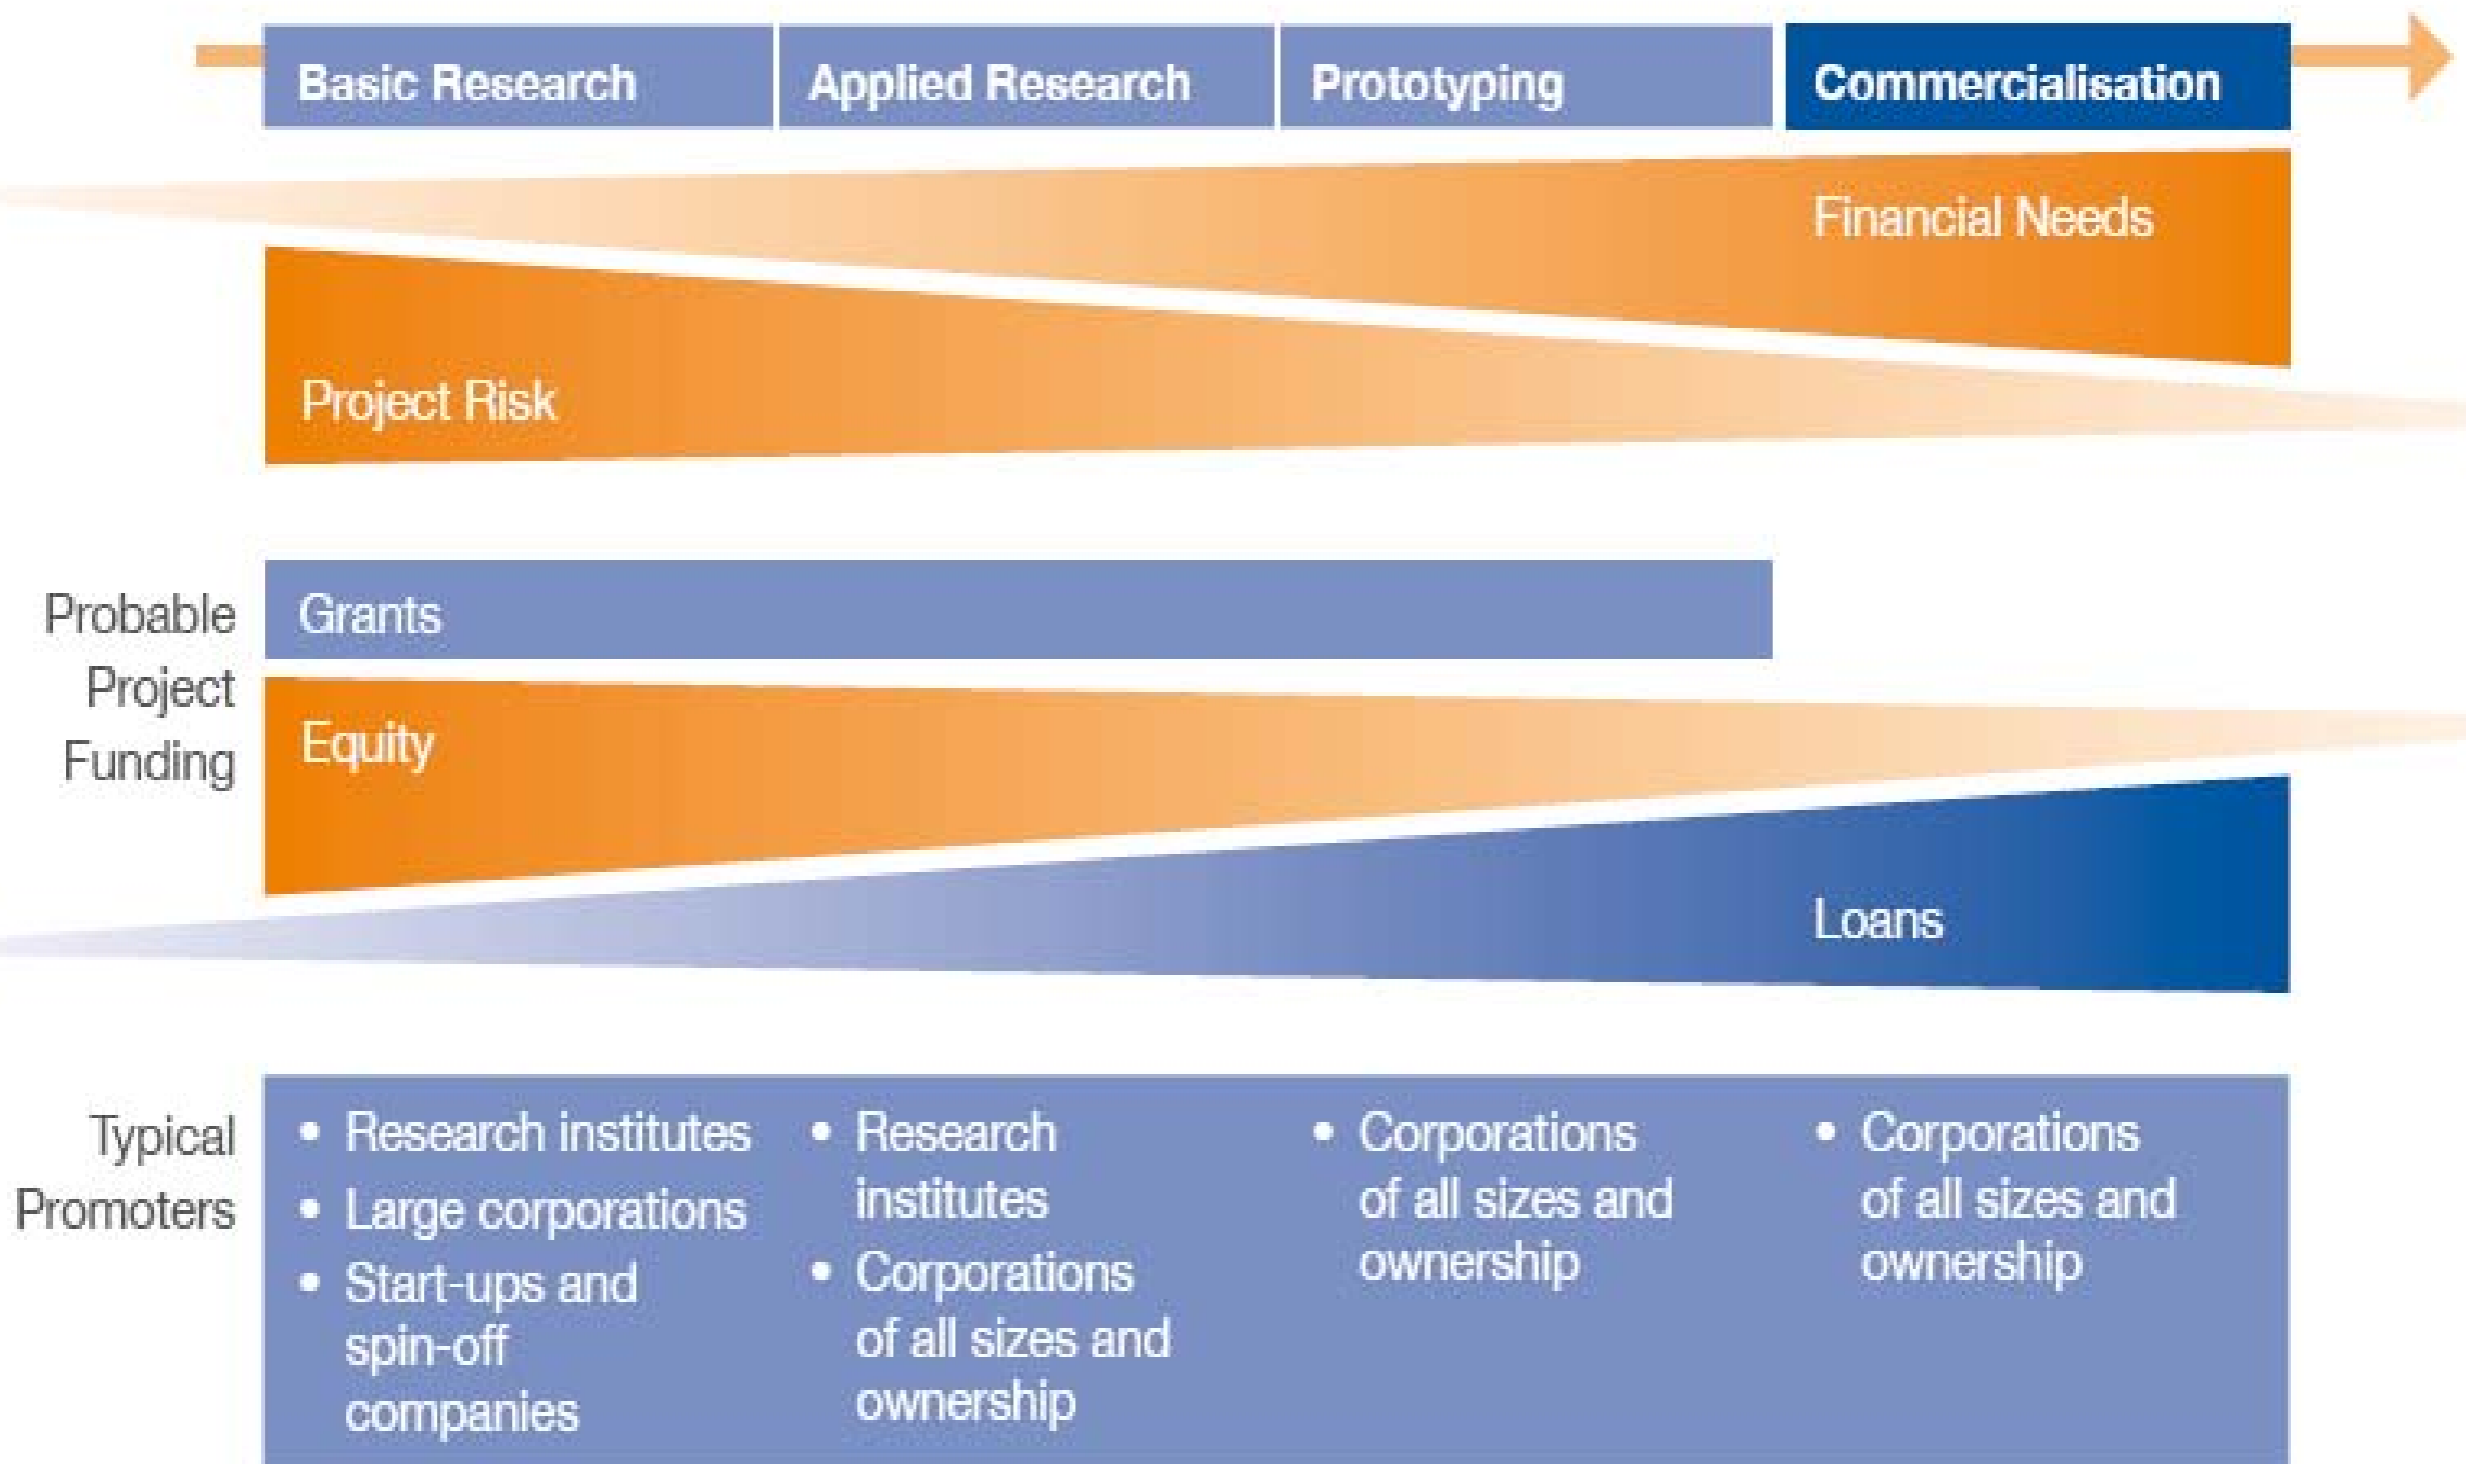 Basic Research
Applied Research
Prototyping
Commercialisation
Financial Needs
Project Risk
Probable
Project
Funding
Grants
Equity
Loans
Typical
Promoters
• Research institutes
• Large corporations
• Start-ups and
spin-off
companies
• Research
institutes
• Corporations
of all sizes and
ownership
• Corporations
of all sizes and
ownership
• Corporations
of all sizes and
ownership